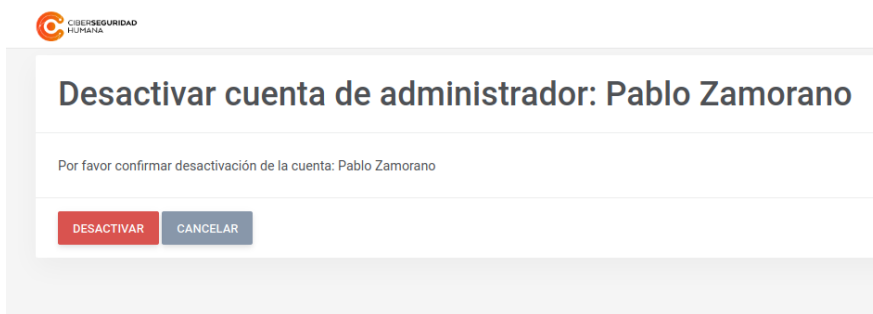 CIBERSEGURIDAD
HUMANA
Desactivar cuenta de administrador: Pablo Zamorano
Por favor confirmar desactivación de la cuenta: Pablo Zamorano
DESACTIVAR CANCELAR